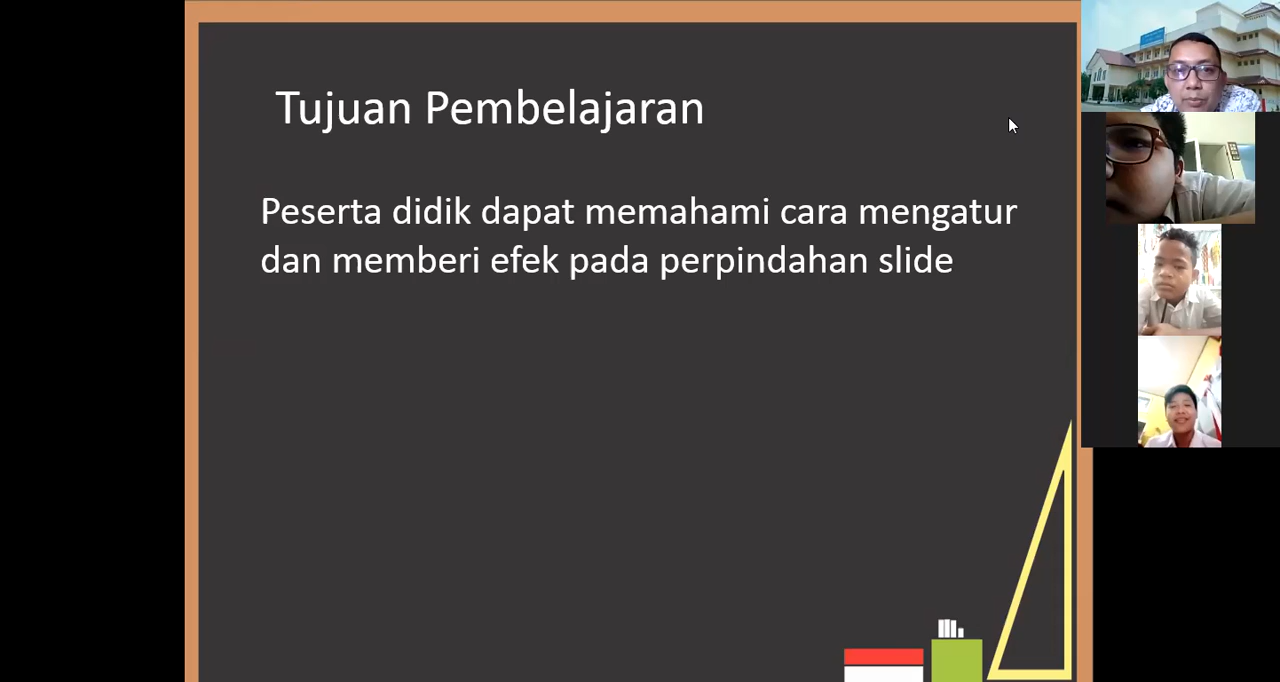 Tujuan Pembelajaran
Peserta didik dapat memahami cara mengatur
dan memberi efek pada perpindahan slide